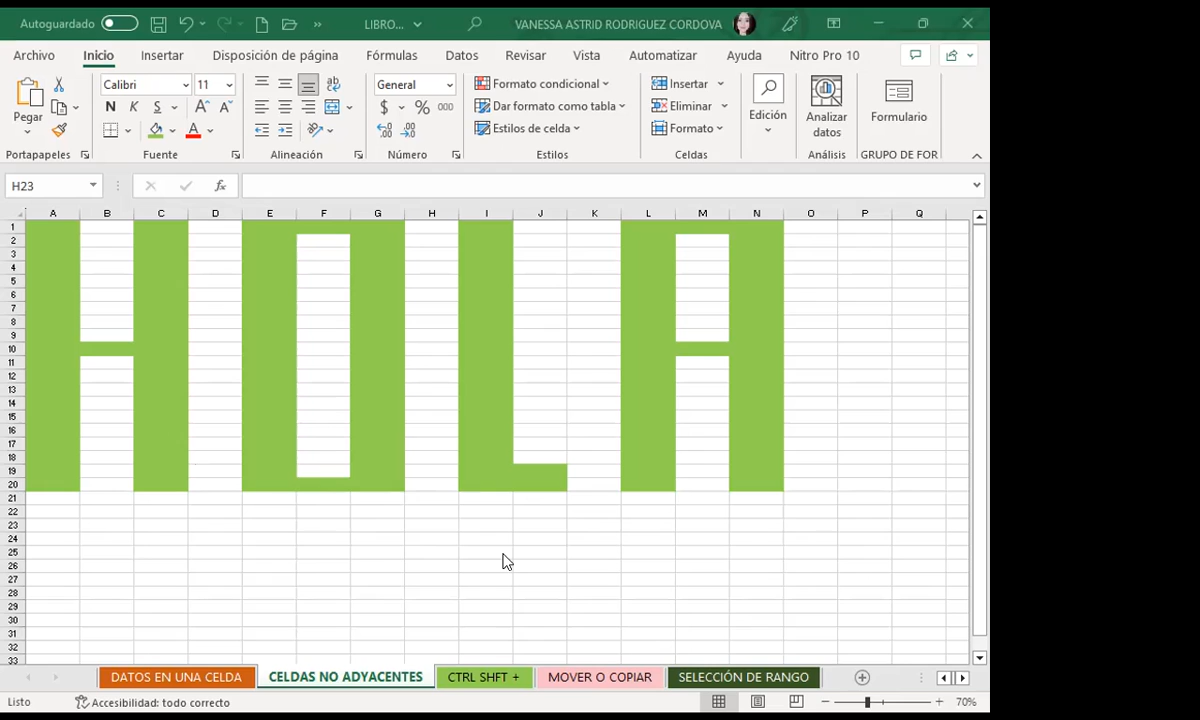 Autoguardado LIBRO... VANESSA ASTRID RODRIGUEZ CORDOVA
Archivo Inicio Insertar Disposición de página Fórmulas Datos Revisar Vista Automatizar Ayuda Nitro Pro 10
Pegar
Calibri 11
N K S
General
$ % 000
Formato condicional
Dar formato como tabla
Estilos de celda
Insertar
Eliminar
Formato
Edición
Analizar datos
Formulario
Portapapeles Fuente Alineación Número Estilos Celdas Análisis GRUPO DE FOR
H23 fx
A B C D E F G H I J K L M N O P Q
1
2
3
4
5
6
7
8
9
10
11
12
13
14
15
16
17
18
19
20
21
22
23
24
25
26
27
28
29
30
31
32
33
HOLA
DATOS EN UNA CELDA CELDAS NO ADYACENTES CTRL SHFT + MOVER O COPIAR SELECCIÓN DE RANGO
Listo Accesibilidad: todo correcto 70%